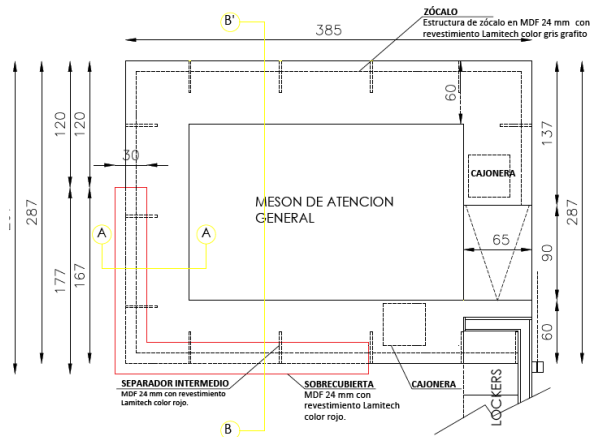 B'
ZÓCALO
Estructura de zócalo en MDF 24 mm con
revestimiento Lamitech color gris grafito
385
60
120
120
137
30
CAJONERA
MESON DE ATENCION
GENERAL
287
287
A
A
65
90
177
167
60
SEPARADOR INTERMEDIO
MDF 24 mm con revestimiento
Lamitech color rojo.
SOBRECUBIERTA
MDF 24 mm con
revestimiento Lamitech
color rojo.
CAJONERA
LOCKERS
B